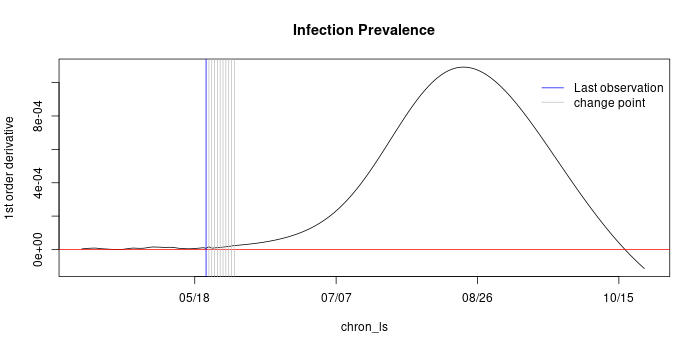 Infection Prevalence
1st order derivative
8e-04
4e-04
0e+00
Last observation
change point
05/18
07/07
08/26
10/15
chron_ls